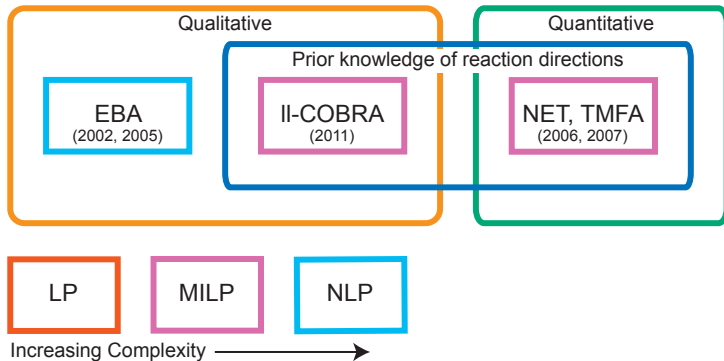 Qualitative
Quantitative
Prior knowledge of reaction directions
EBA
(2002, 2005)
ll-COBRA
(2011)
NET, TMFA
(2006, 2007)
LP
MILP
NLP
Increasing Complexity